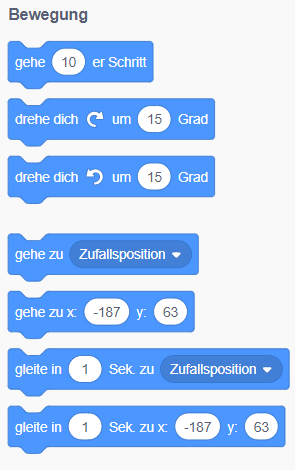 Bewegung
gehe 10 er Schritt
drehe dich um 15 Grad
drehe dich um 15 Grad
gehe zu Zufallsposition
gehe zu x: -187 y: 63
gleite in 1 Sek. zu Zufallsposition
gleite in 1 Sek. zu x: -187 y: 63